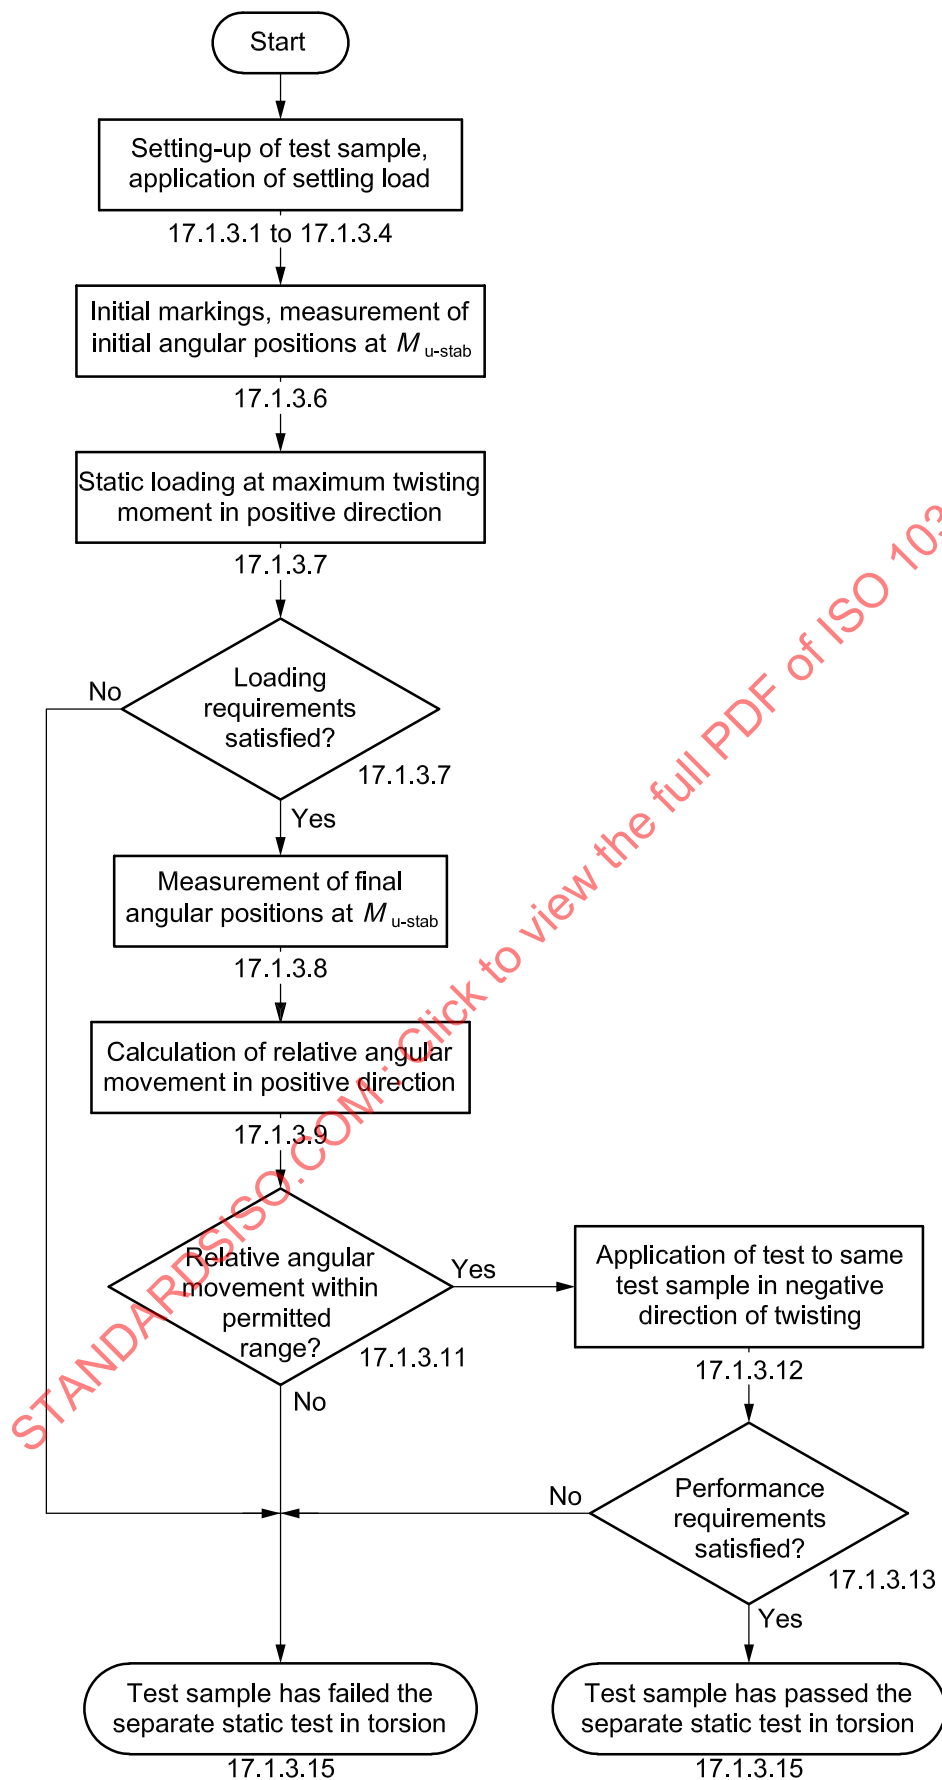 Start
Setting-up of test sample,
application of settling load
17.1.3.1 to 17.1.3.4
Initial markings, measurement of
initial angular positions at M u-stab
17.1.3.6
Static loading at maximum twisting
moment in positive direction
17.1.3.7
No
Loading
requirements
satisfied?
17.1.3.7
Yes
Measurement of final
angular positions at M u-stab
17.1.3.8
Calculation of relative angular
movement in positive direction
17.1.3.9
Relative angular
movement within
permitted
range?
17.1.3.11
Yes
No
Application of test to same
test sample in negative
direction of twisting
17.1.3.12
No
Performance
requirements
satisfied?
17.1.3.13
Yes
Test sample has failed the
separate static test in torsion
17.1.3.15
Test sample has passed the
separate static test in torsion
17.1.3.15
STANDARDSISO.COM : Click to view the full PDF of ISO 103